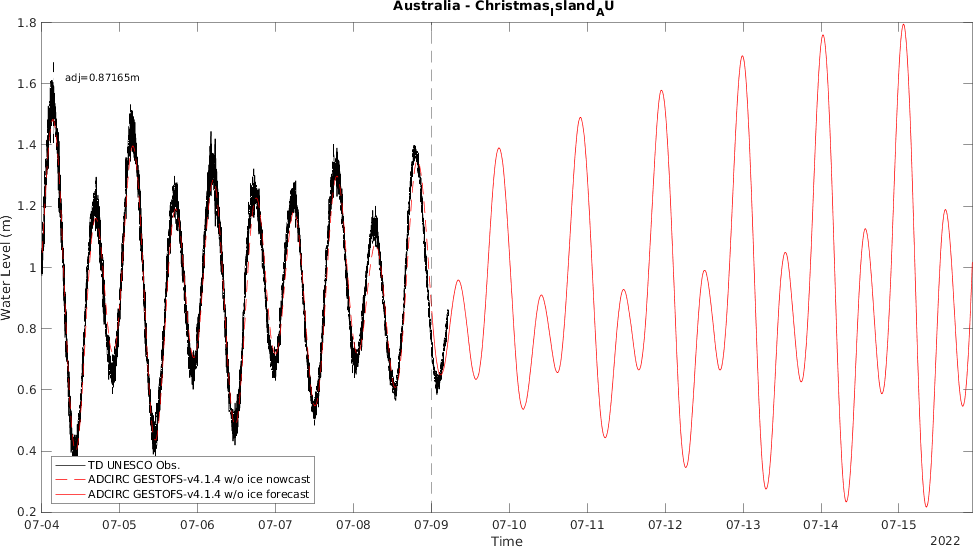 Australia - Christmas_Island_AU
1.8
1.6
1.4
1.2
1
0.8
0.6
0.4
0.2
Water Level (m)
adj=0.87165m
TD UNESCO Obs.
ADCIRC GESTOFS-v4.1.4 w/o ice nowcast
ADCIRC GESTOFS-v4.1.4 w/o ice forecast
07-04 07-05 07-06 07-07 07-08 07-09 07-10 07-11 07-12 07-13 07-14 07-15
Time
2022